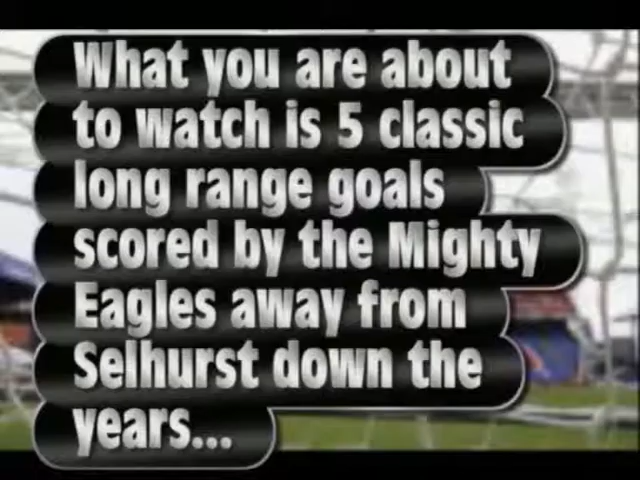 What you are about
to watch is 5 classic
long range goals
scored by the Mighty
Eagles away from
Selhurst down the
years...